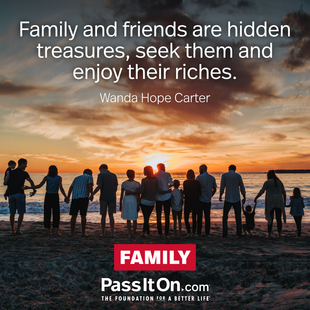 Family and friends are hidden
treasures, seek them and
enjoy their riches.
Wanda Hope Carter
FAMILY
PassItOn.com
THE FOUNDATION FOR A BETTER LIFE